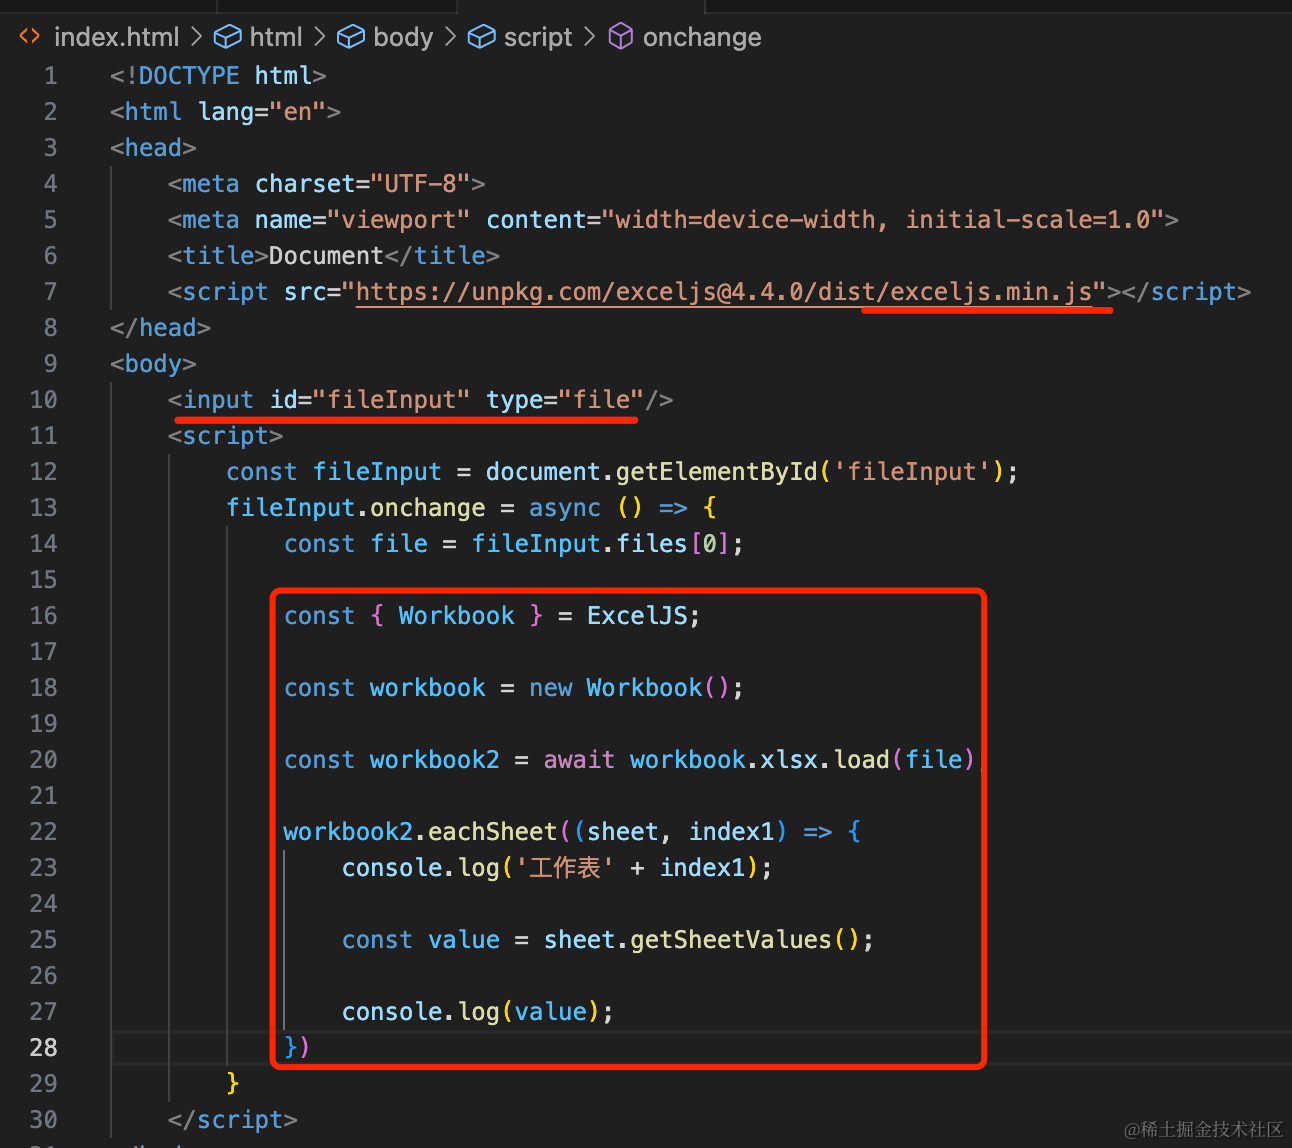 index.html > html > body > script > onchange
1 <!DOCTYPE html>
2 <html lang="en">
3 <head>
4 <meta charset="UTF-8">
5 <meta name="viewport" content="width=device-width, initial-scale=1.0">
6 <title>Document</title>
7 <script src="https://unpkg.com/exceljs@4.4.0/dist/exceljs.min.js"></script>
8 </head>
9 <body>
10 <input id="fileInput" type="file"/>
11 <script>
12 const fileInput = document.getElementById('fileInput');
13 fileInput.onchange = async () => {
14 const file = fileInput.files[0];
15
16 const { Workbook } = ExcelJS;
17
18 const workbook = new Workbook();
19
20 const workbook2 = await workbook.xlsx.load(file)
21
22 workbook2.eachSheet((sheet, index1) => {
23 console.log('工作表' + index1);
24
25 const value = sheet.getSheetValues();
26
27 console.log(value);
28 })
29 }
30 </script>
@稀土掘金技术社区